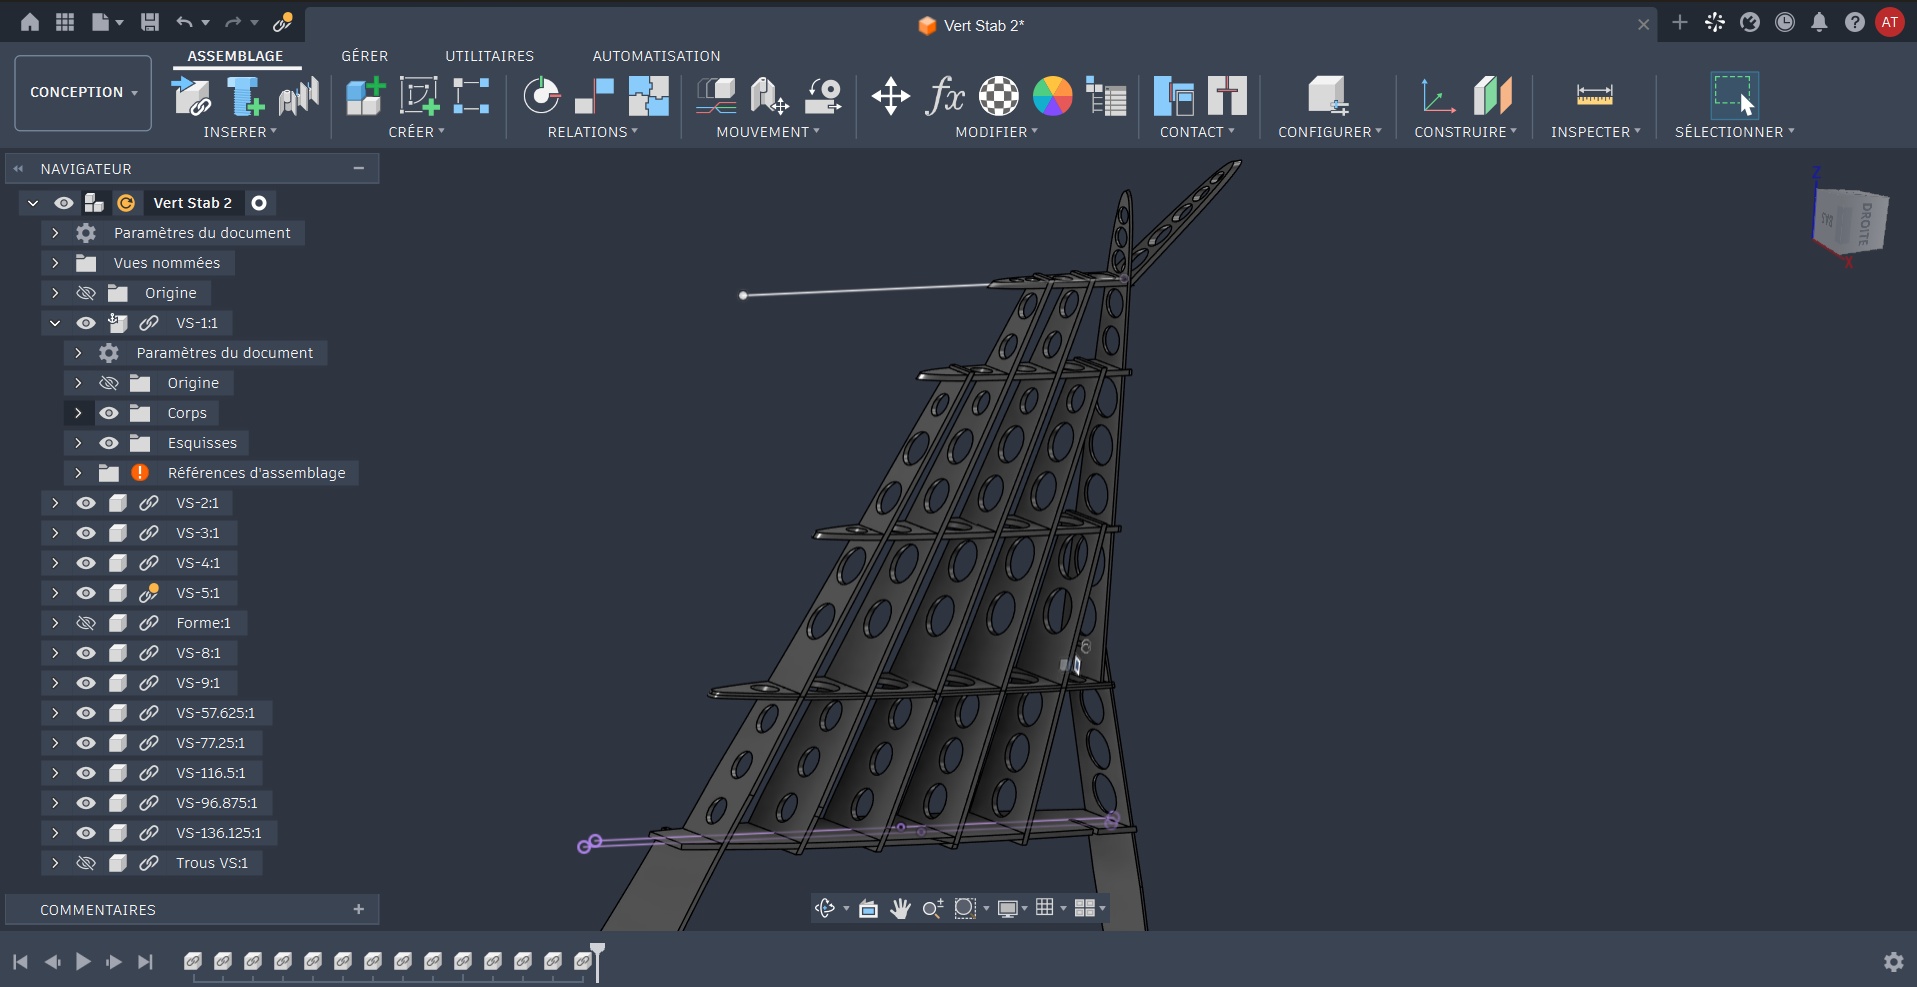 Vert Stab 2*
AT
CONCEPTION
ASSEMBLAGE
GÉRER
UTILITAIRES
AUTOMATISATION
INSERER
CRÉER
RELATIONS
MOUVEMENT
MODIFIER
CONTACT
CONFIGURER
CONSTRUIRE
INSPECTER
SÉLECTIONNER
NAVIGATEUR
Vert Stab 2
Paramètres du document
Vues nommées
Origine
VS-1:1
Paramètres du document
Origine
Corps
Esquisses
Références d'assemblage
VS-2:1
VS-3:1
VS-4:1
VS-5:1
Forme:1
VS-8:1
VS-9:1
VS-57.625:1
VS-77.25:1
VS-116.5:1
VS-96.875:1
VS-136.125:1
Trous VS:1
COMMENTAIRES
Z
BAS
DROITE
X